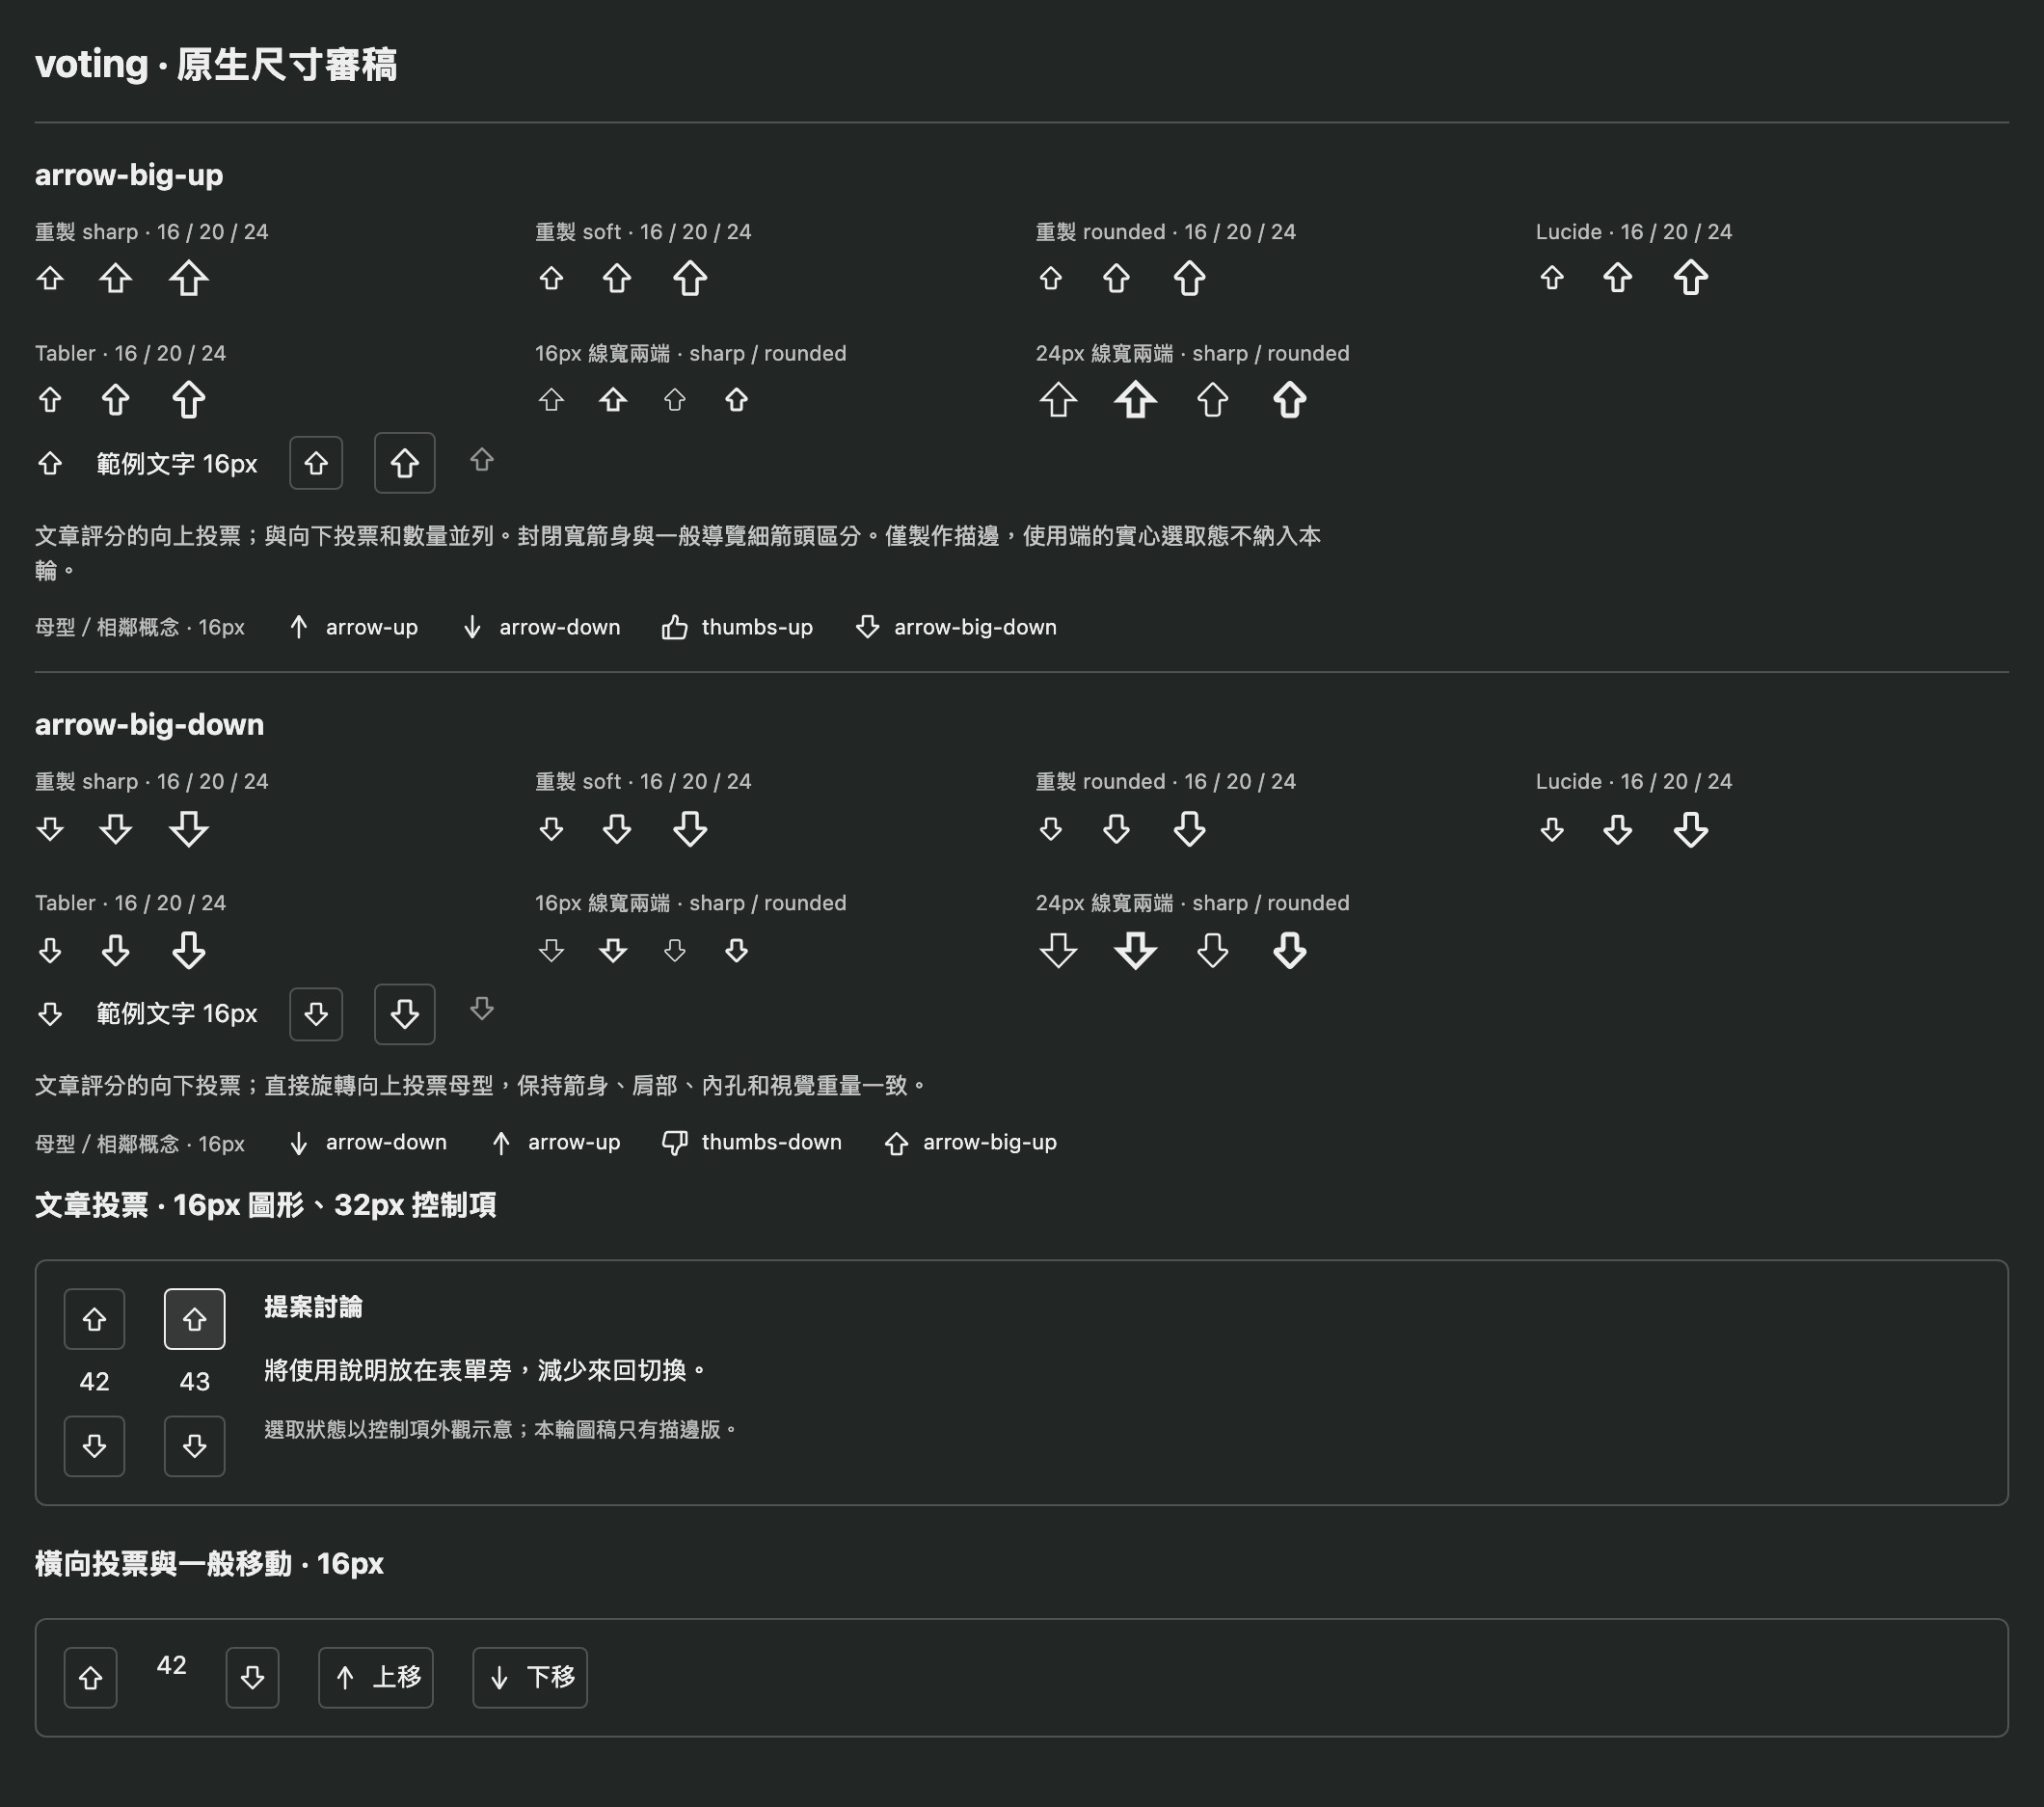 voting · 原生尺寸審稿
arrow-big-up
重製 sharp · 16 / 20 / 24
重製 soft · 16 / 20 / 24
重製 rounded · 16 / 20 / 24
Lucide · 16 / 20 / 24
Tabler · 16 / 20 / 24
16px 線寬兩端 · sharp / rounded
24px 線寬兩端 · sharp / rounded
範例文字 16px
文章評分的向上投票；與向下投票和數量並列。封閉寬箭身與一般導覽細箭頭區分。僅製作描邊，使用端的實心選取態不納入本
輪。
母型 / 相鄰概念 · 16px
arrow-up
arrow-down
thumbs-up
arrow-big-down
arrow-big-down
重製 sharp · 16 / 20 / 24
重製 soft · 16 / 20 / 24
重製 rounded · 16 / 20 / 24
Lucide · 16 / 20 / 24
Tabler · 16 / 20 / 24
16px 線寬兩端 · sharp / rounded
24px 線寬兩端 · sharp / rounded
範例文字 16px
文章評分的向下投票；直接旋轉向上投票母型，保持箭身、肩部、內孔和視覺重量一致。
母型 / 相鄰概念 · 16px
arrow-down
arrow-up
thumbs-down
arrow-big-up
文章投票 · 16px 圖形、32px 控制項
42
43
提案討論
將使用說明放在表單旁，減少來回切換。
選取狀態以控制項外觀示意；本輪圖稿只有描邊版。
橫向投票與一般移動 · 16px
42
上移
下移